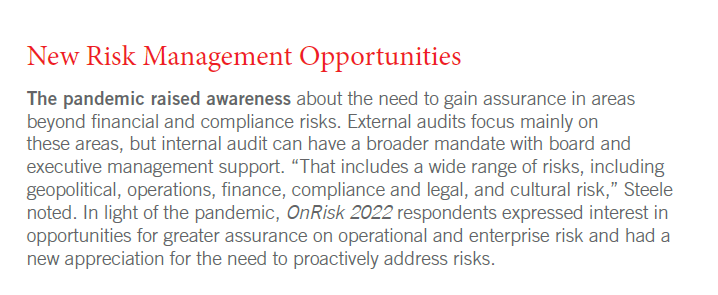 New Risk Management Opportunities
The pandemic raised awareness about the need to gain assurance in areas
beyond financial and compliance risks. External audits focus mainly on
these areas, but internal audit can have a broader mandate with board and
executive management support. “That includes a wide range of risks, including
geopolitical, operations, finance, compliance and legal, and cultural risk,” Steele
noted. In light of the pandemic, OnRisk 2022 respondents expressed interest in
opportunities for greater assurance on operational and enterprise risk and had a
new appreciation for the need to proactively address risks.